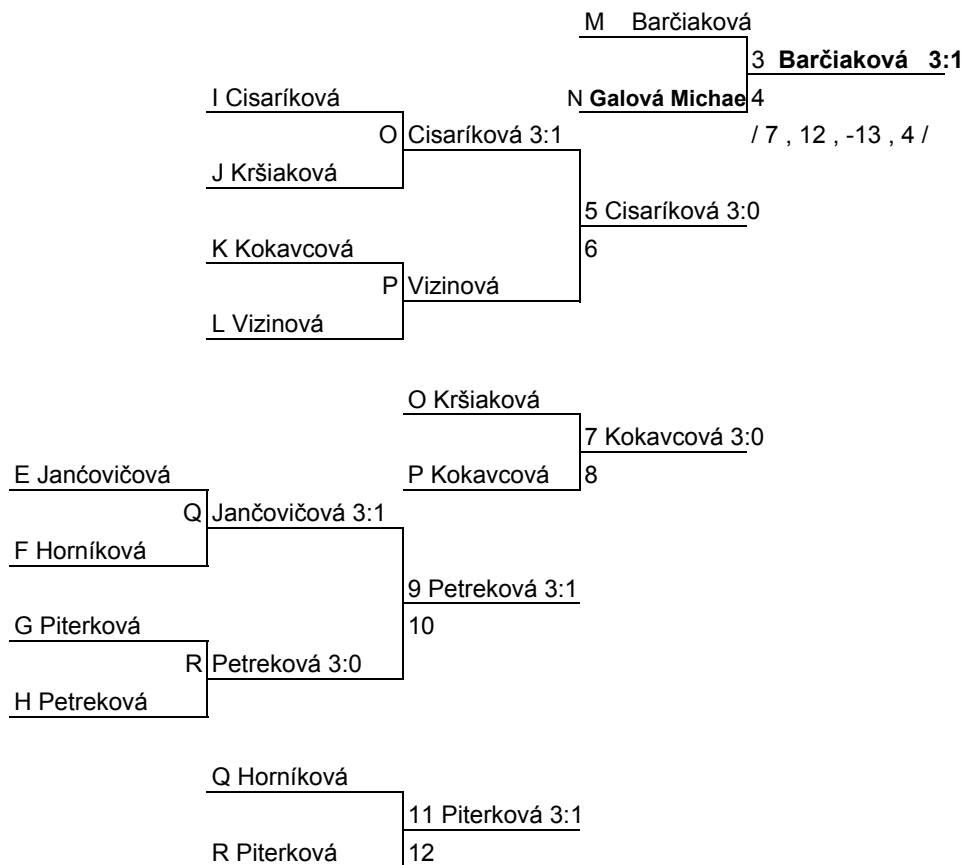 M Barčiaková
3 Barčiaková 3:1
I Cisaríková
N Galová Michae 4
O Cisaríková 3:1
/ 7 , 12 , -13 , 4 /
J Kršiaková
5 Cisaríková 3:0
K Kokavcová
6
P Vizinová
L Vizinová
O Kršiaková
7 Kokavcová 3:0
E Janćovičová
P Kokavcová
8
Q Jančovičová 3:1
F Horníková
9 Petreková 3:1
G Piterková
10
R Petreková 3:0
H Petreková
Q Horníková
11 Piterková 3:1
R Piterková
12